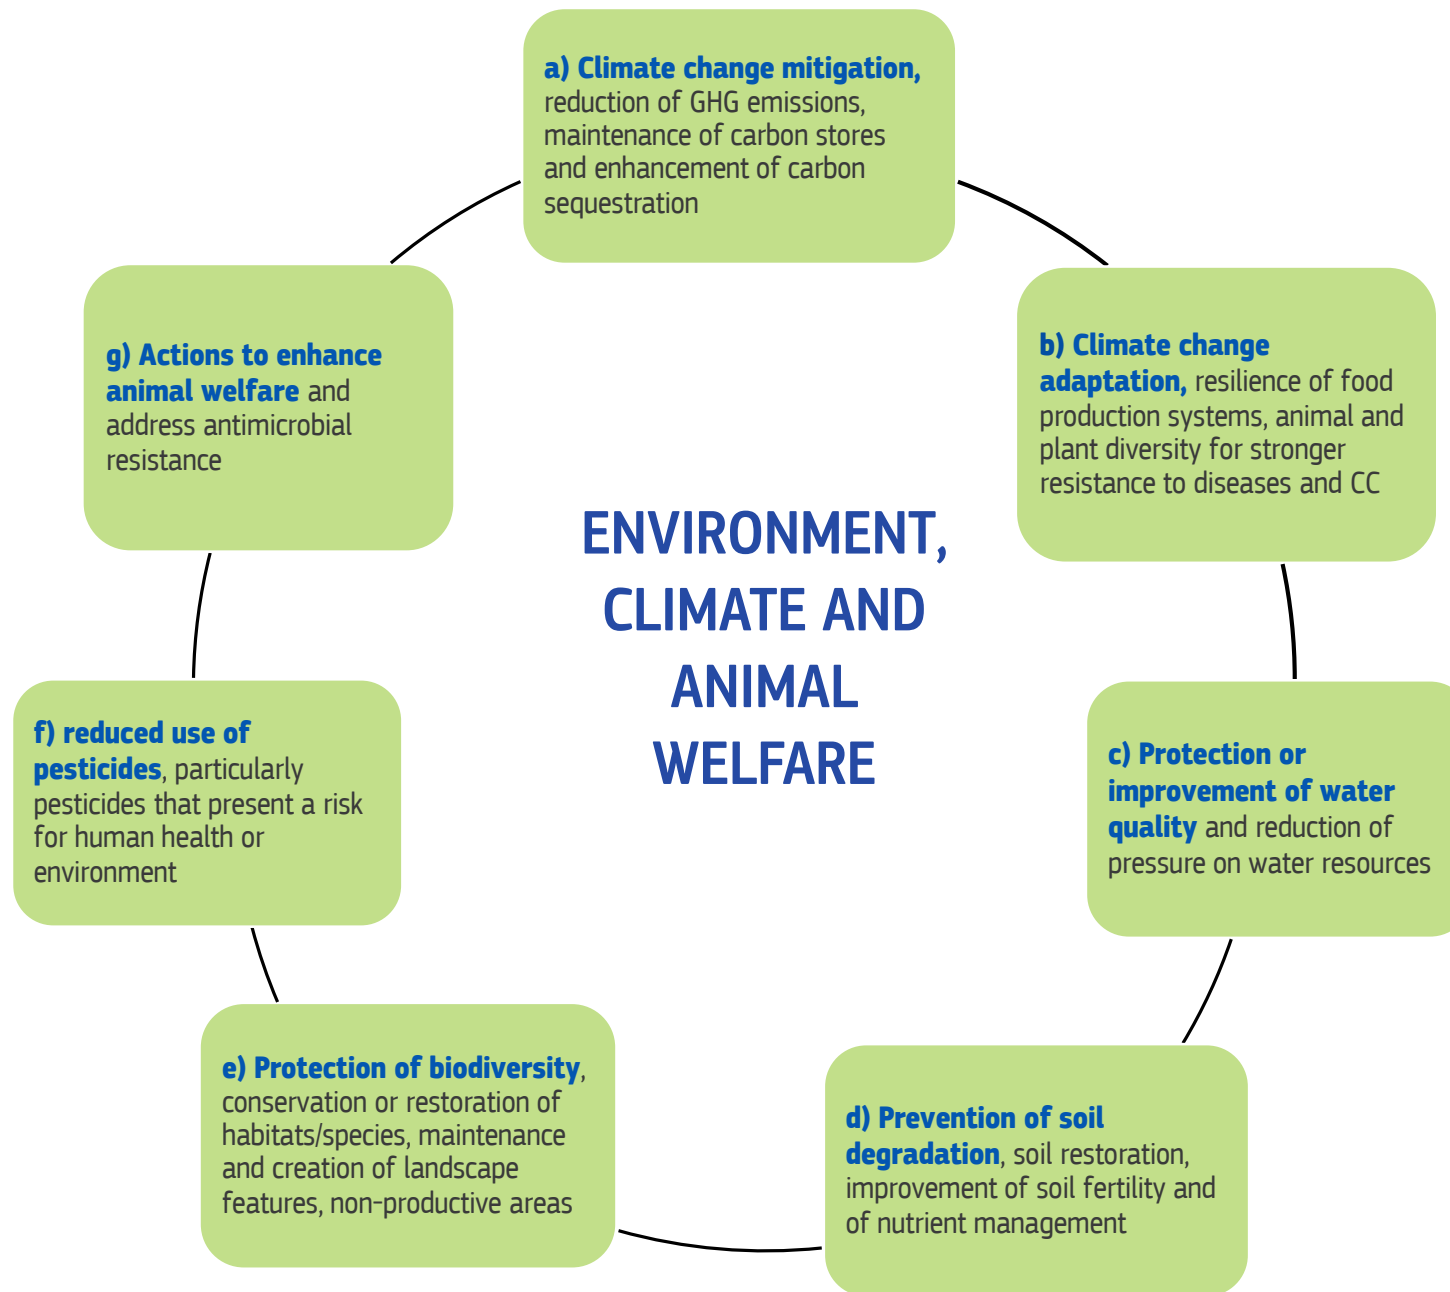 a) Climate change mitigation,
reduction of GHG emissions,
maintenance of carbon stores
and enhancement of carbon
sequestration
b) Climate change
adaptation, resilience of food
production systems, animal and
plant diversity for stronger
resistance to diseases and CC
c) Protection or
improvement of water
quality and reduction of
pressure on water resources
d) Prevention of soil
degradation, soil restoration,
improvement of soil fertility and
of nutrient management
e) Protection of biodiversity,
conservation or restoration of
habitats/species, maintenance
and creation of landscape
features, non-productive areas
f) reduced use of
pesticides, particularly
pesticides that present a risk
for human health or
environment
g) Actions to enhance
animal welfare and
address antimicrobial
resistance
ENVIRONMENT,
CLIMATE AND
ANIMAL
WELFARE